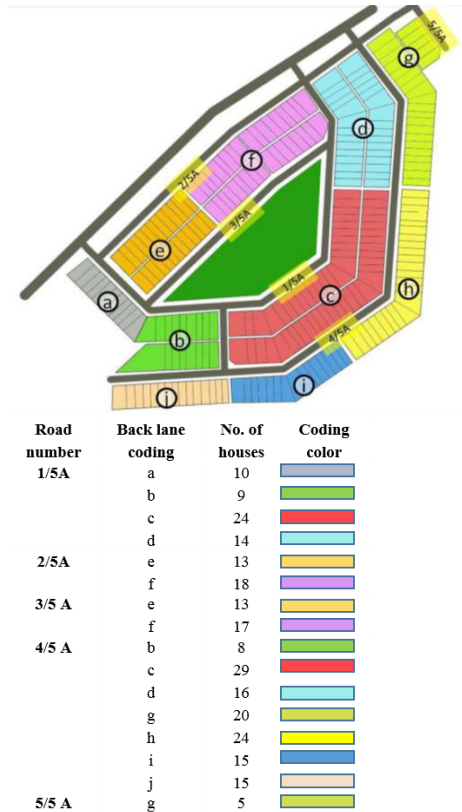 5/5A
g
d
f
2/5A
3/5A
e
1/5A
c
h
a
4/5A
b
i
j
Road number Back lane coding No. of houses Coding color
1/5A a 10
b 9
c 24
d 14
2/5A e 13
f 18
3/5 A e 13
f 17
4/5 A b 8
c 29
d 16
g 20
h 24
i 15
j 15
5/5 A g 5